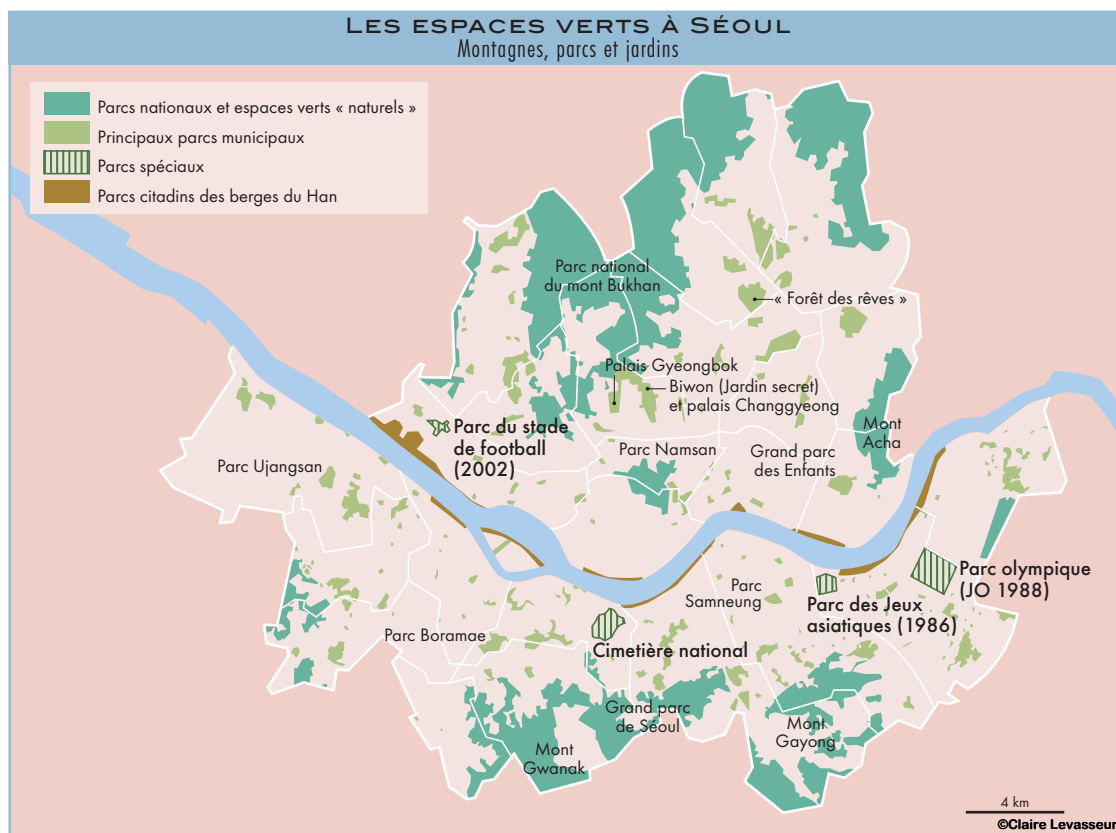 LES ESPACES VERTS À SÉOUL
Montagnes, parcs et jardins
Parcs nationaux et espaces verts « naturels »
Principaux parcs municipaux
Parcs spéciaux
Parcs citadins des berges du Han
Parc national
du mont Bukhan
« Forêt des rêves »
Palais Gyeongbok
Biwon (Jardin secret)
et palais Changgyeong
Mont
Acha
Parc du stade
de football
(2002)
Parc Namsan
Grand parc
des Enfants
Parc Ujangsan
Parc olympique
(JO 1988)
Parc
Samneung
Parc des Jeux
asiatiques (1986)
Parc Boramae
Cimetière national
Grand parc
de Séoul
Mont
Gayong
Mont
Gwanak
4 km
©Claire Levasseur